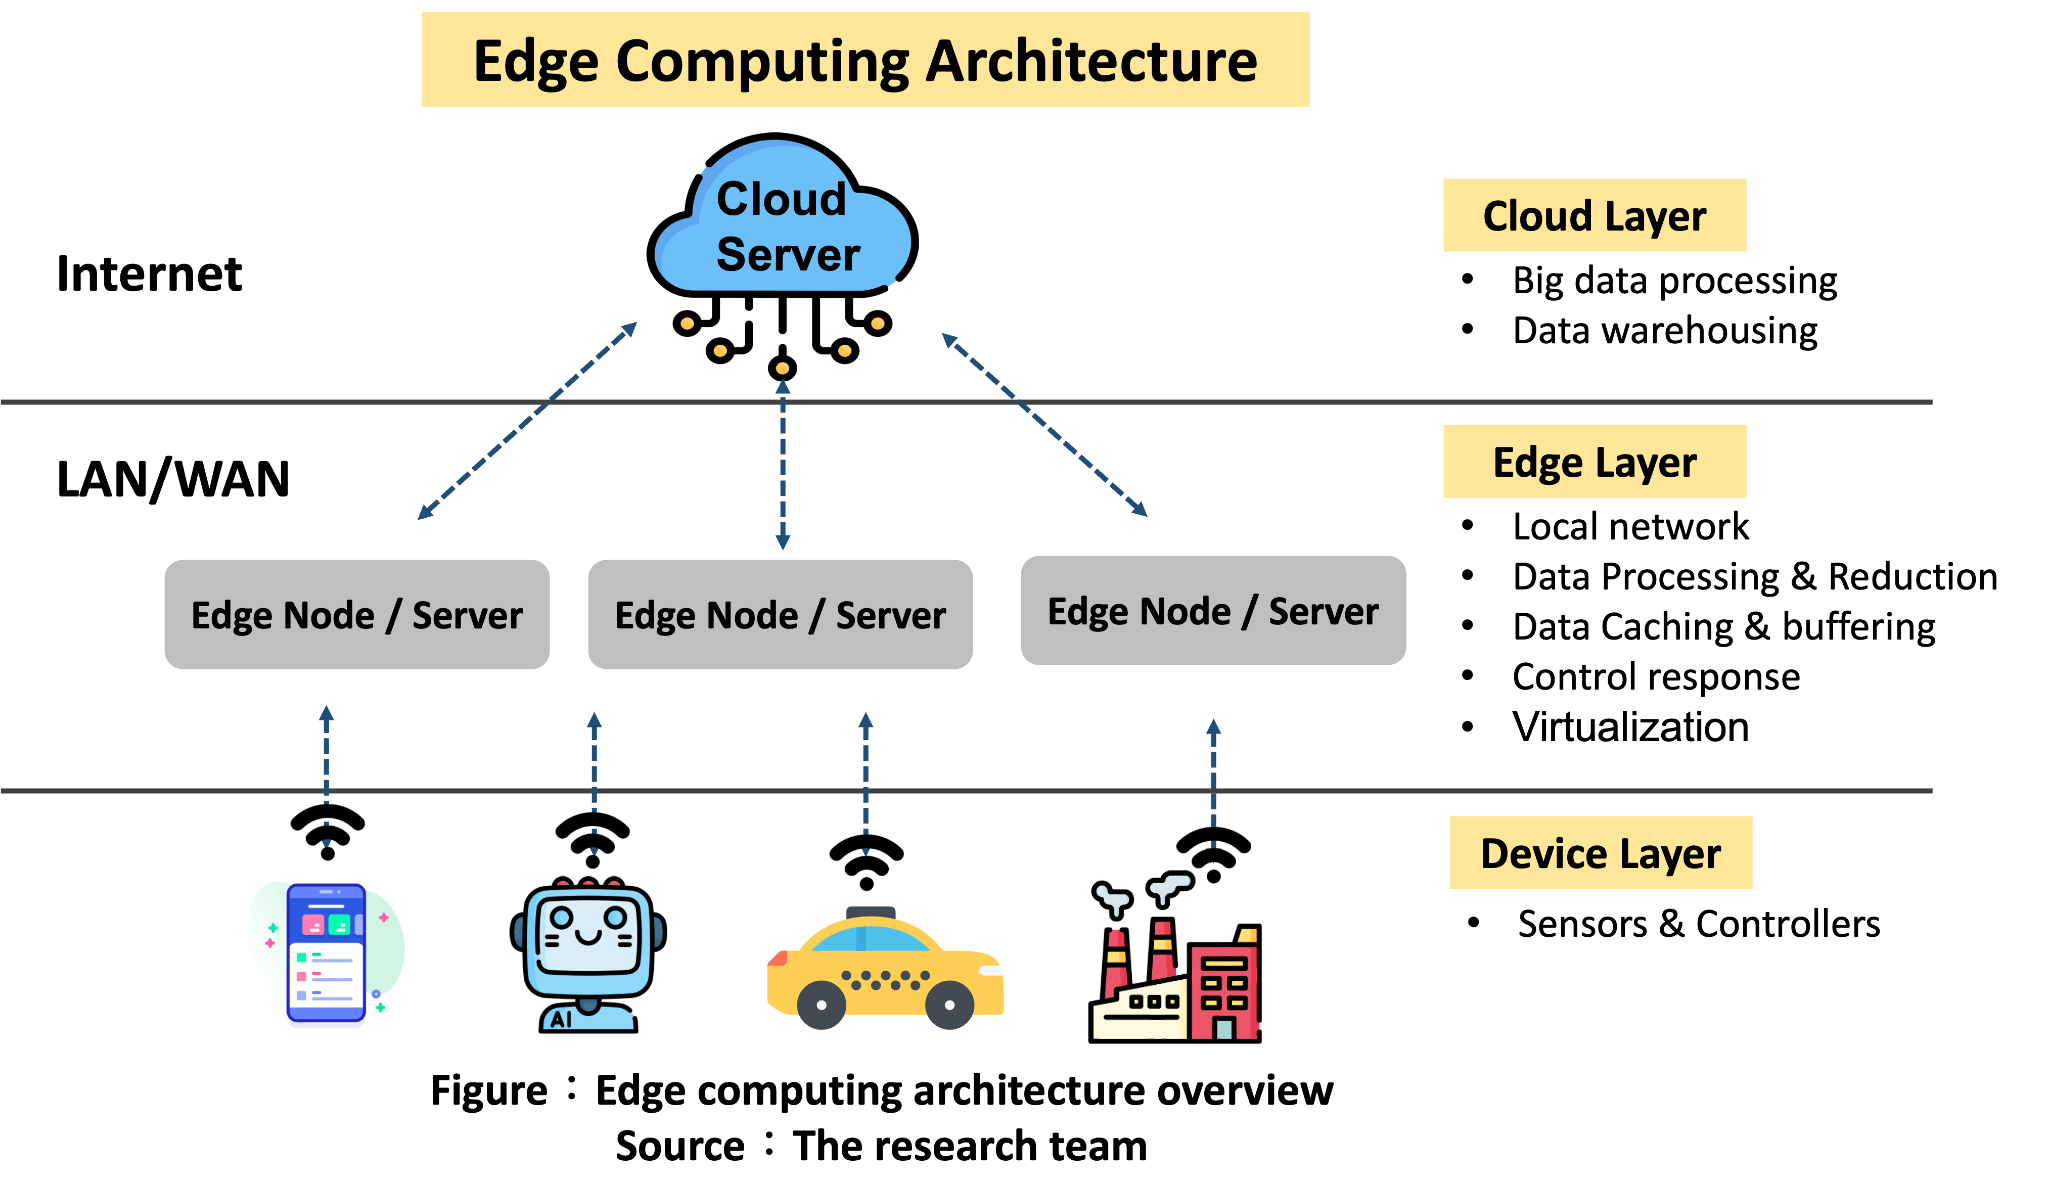 Edge Computing Architecture
Cloud
Server
Internet
Cloud Layer
• Big data processing
• Data warehousing
LAN/WAN
Edge Layer
• Local network
• Data Processing & Reduction
• Data Caching & buffering
• Control response
• Virtualization
Edge Node / Server
Edge Node / Server
Edge Node / Server
Device Layer
• Sensors & Controllers
AI
Figure：Edge computing architecture overview
Source：The research team